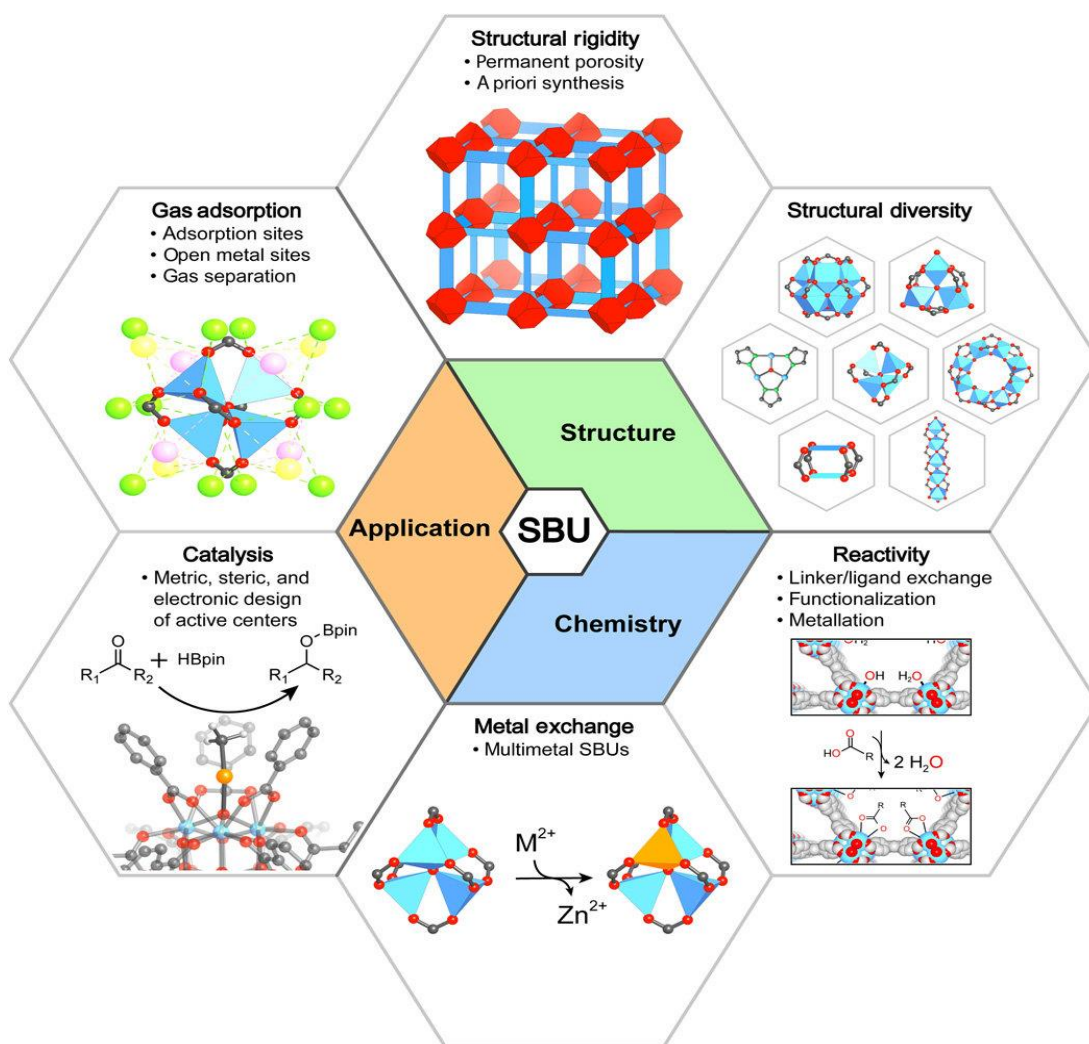 Structural rigidity
• Permanent porosity
• A priori synthesis
Gas adsorption
• Adsorption sites
• Open metal sites
• Gas separation
Structural diversity
Structure
Application
SBU
Chemistry
Catalysis
• Metric, steric, and
electronic design
of active centers
O
R₁ R₂
+ HBpin
O Bpin
R₁ R₂
Metal exchange
• Multimetal SBUs
M²⁺
Zn²⁺
Reactivity
• Linker/ligand exchange
• Functionalization
• Metallation
OH H₂O
O
HO R
2 H₂O
R R
O O O O